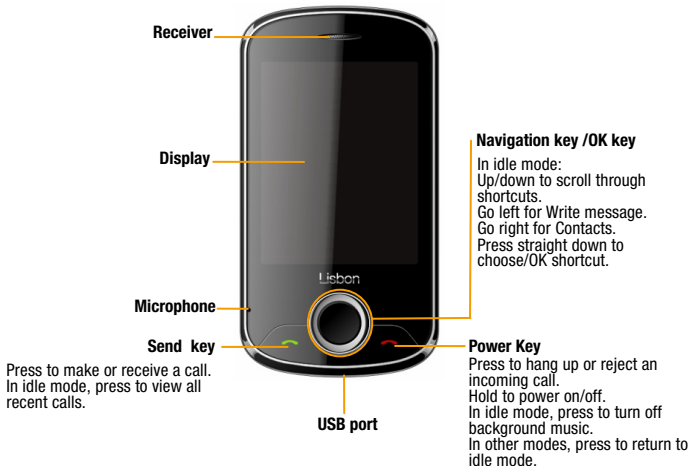 Receiver
Display
Navigation key /OK key
In idle mode:
Up/down to scroll through
shortcuts.
Go left for Write message.
Go right for Contacts.
Press straight down to
choose/OK shortcut.
Lisbon
Microphone
Send key
Press to make or receive a call.
In idle mode, press to view all
recent calls.
USB port
Power Key
Press to hang up or reject an
incoming call.
Hold to power on/off.
In idle mode, press to turn off
background music.
In other modes, press to return to
idle mode.